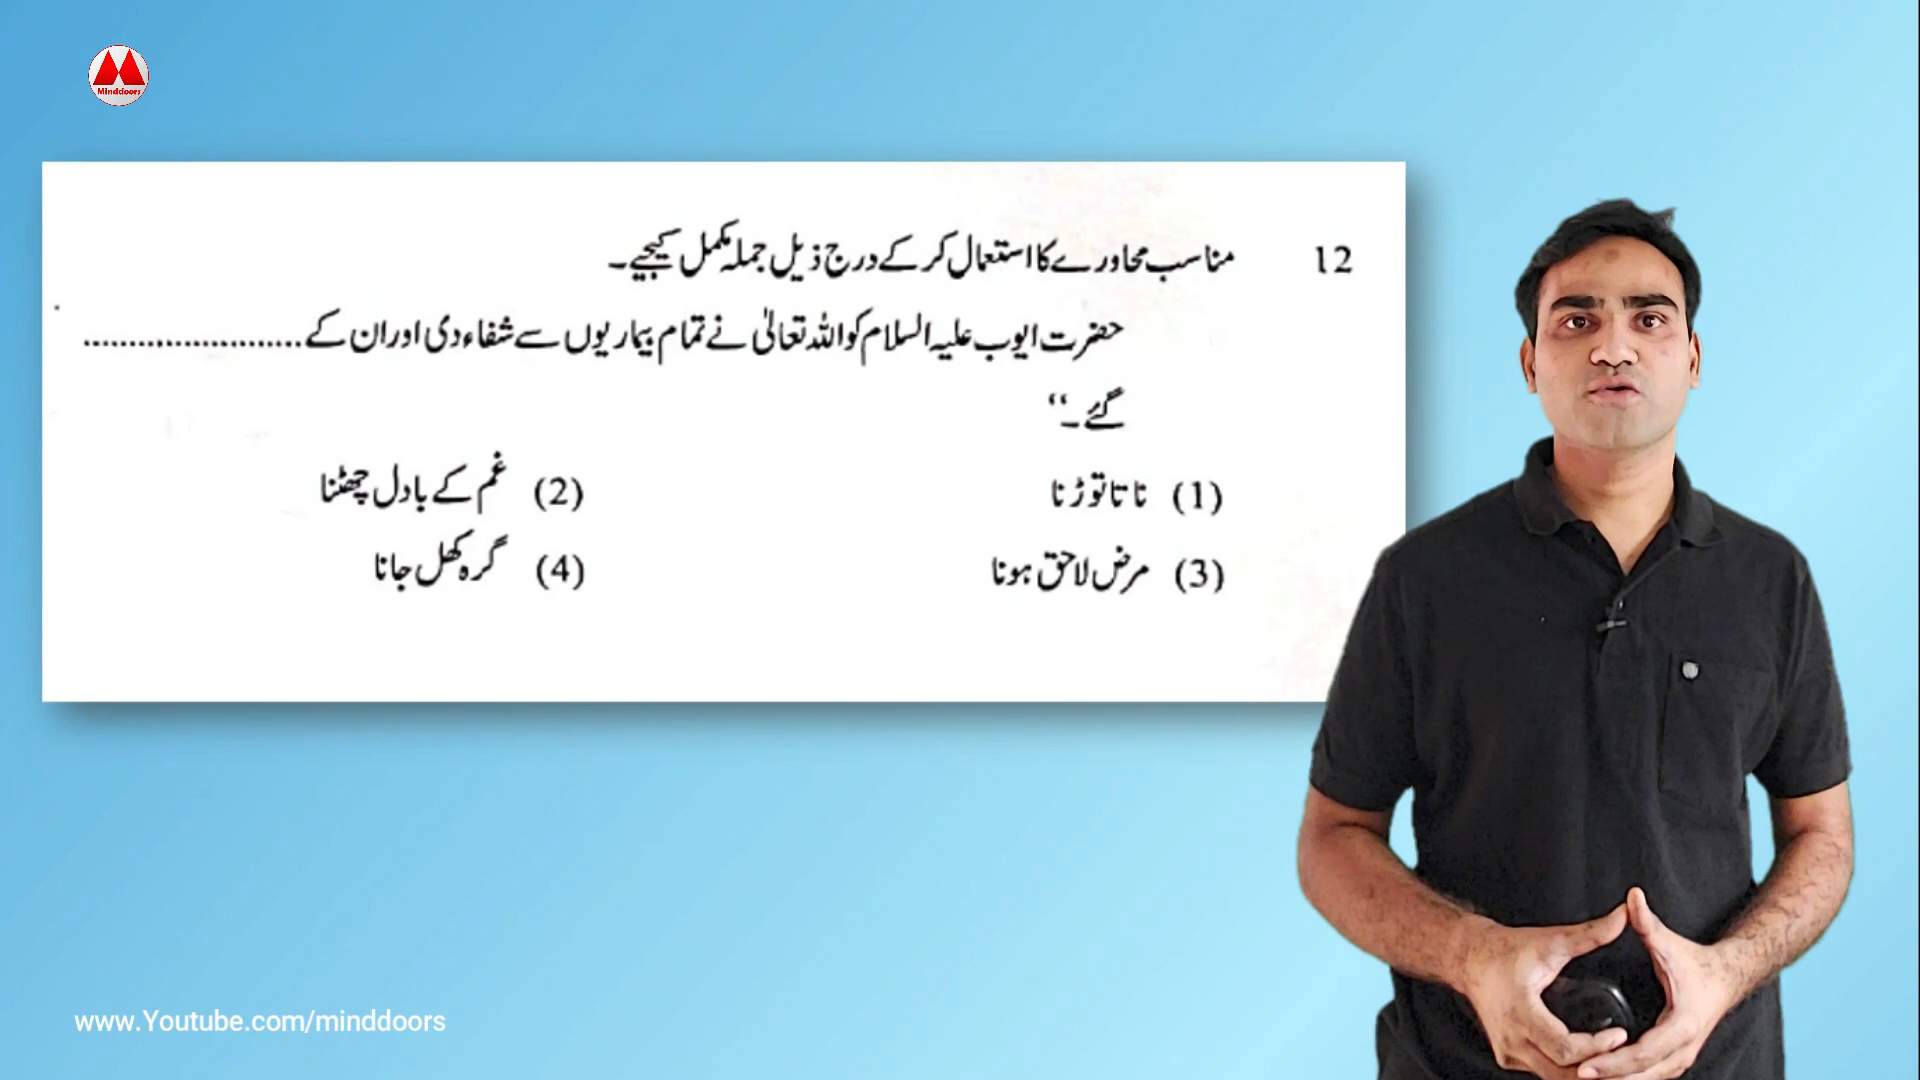 Minddoors
12 مناسب محاورے کا استعمال کر کے درج ذیل جملہ مکمل کیجیے۔
حضرت ایوب علیہ السلام کو اللہ تعالیٰ نے تمام بیماریوں سے شفاء دی اور ان کے ........................
گئے۔“
(1) ناتا توڑنا (2) غم کے بادل چھٹنا
(3) مرض لاحق ہونا (4) گرہ کھل جانا
www.Youtube.com/minddoors